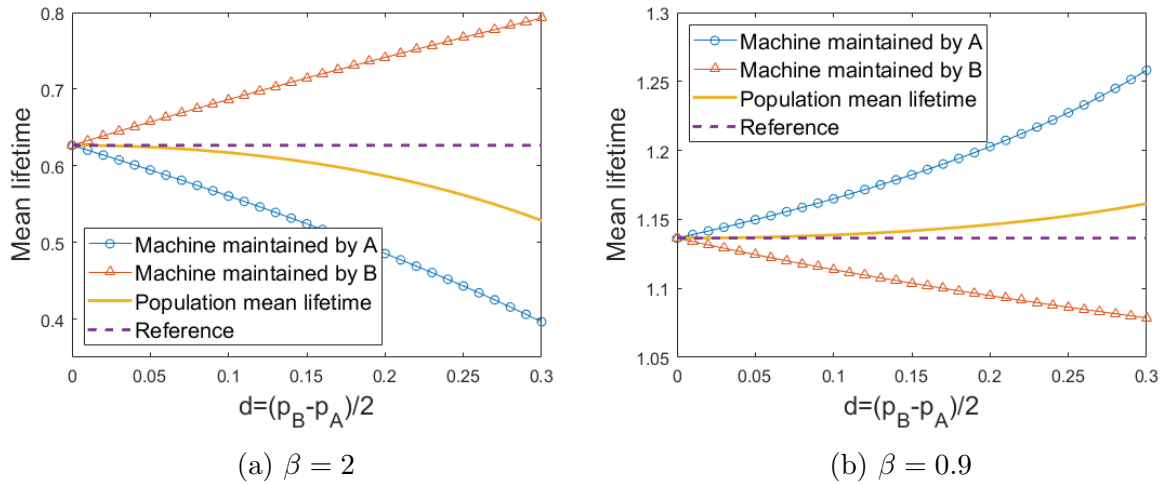 0.8
0.7
0.6
0.5
0.4
Mean lifetime
Machine maintained by A
Machine maintained by B
Population mean lifetime
Reference
0 0.05 0.1 0.15 0.2 0.25 0.3
d=(p_B-p_A)/2
(a) β = 2
1.3
1.25
1.2
1.15
1.1
1.05
Mean lifetime
Machine maintained by A
Machine maintained by B
Population mean lifetime
Reference
0 0.05 0.1 0.15 0.2 0.25 0.3
d=(p_B-p_A)/2
(b) β = 0.9